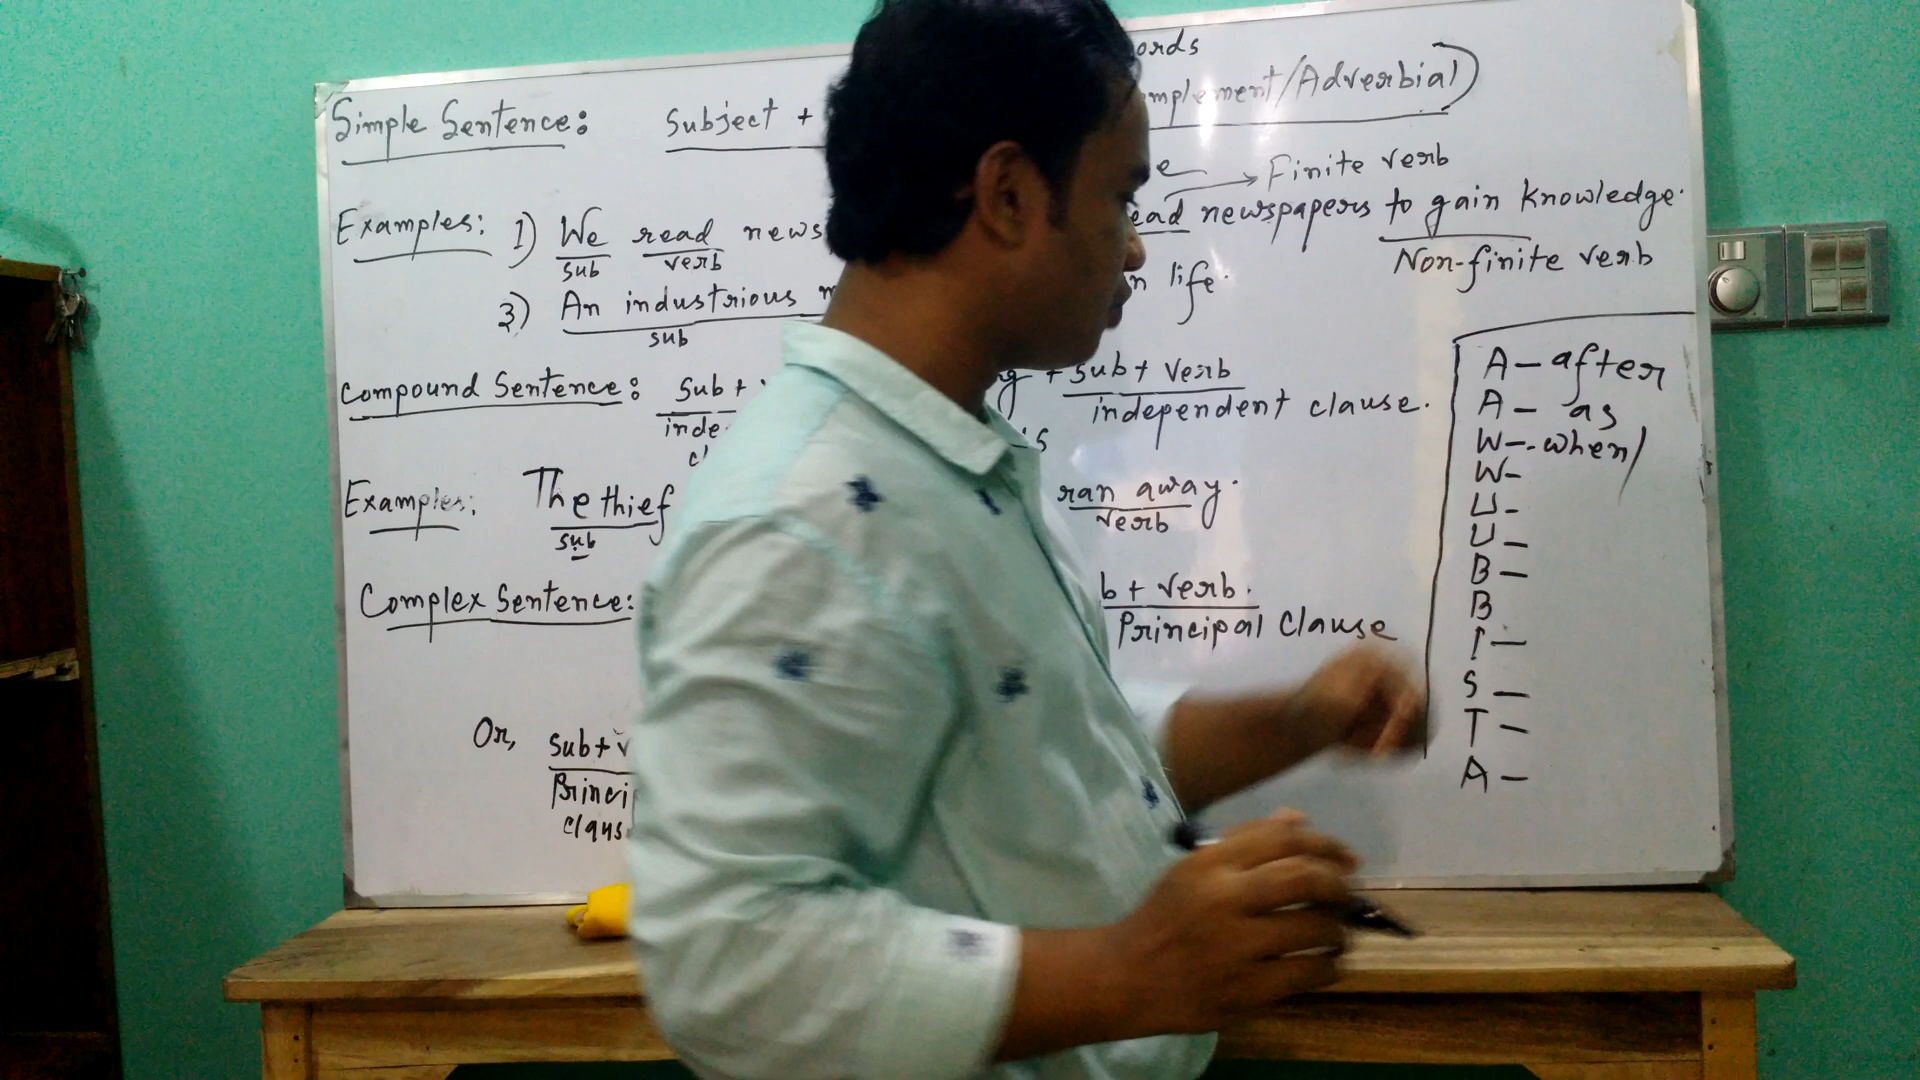 ords
Simple Sentence: Subject + mplement/Adverbial)
e → Finite verb
Examples: 1) We read news ead newspapers to gain knowledge.
sub verb Non-finite verb
3) An industrious m n life.
sub
Compound Sentence: Sub + g + sub + verb
inde independent clause.
cl is
Examples: The thief ran away.
sub verb
Complex Sentence: b + verb.
Principal Clause
Or, sub + v
Princi
claus
A - after
A - as
W - when/
W -
U -
U -
B -
B
I -
S -
T -
A -